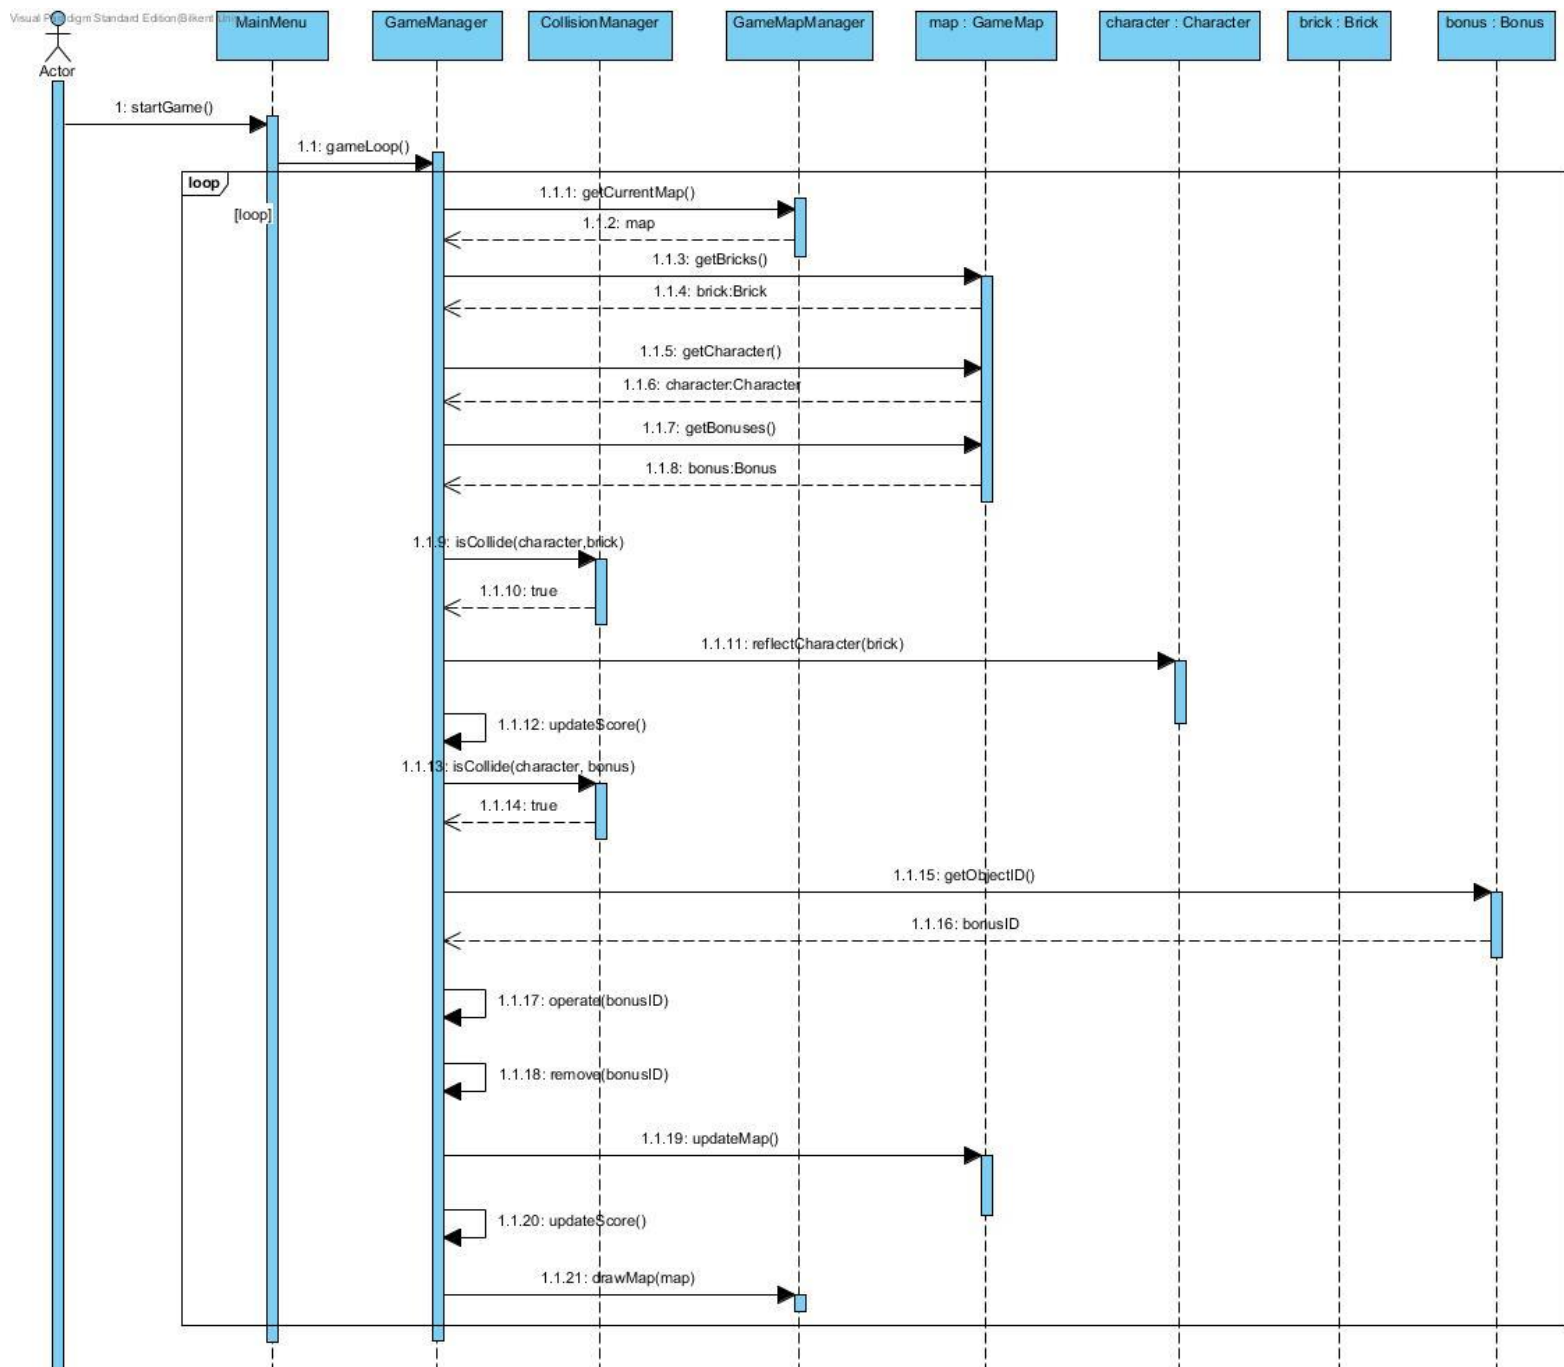 Visual Paradigm Standard Edition(Bilkent
MainMenu
GameManager
CollisionManager
GameMapManager
map : GameMap
character : Character
brick : Brick
bonus : Bonus
Actor
1: startGame()
1.1: gameLoop()
loop
[loop]
1.1.1: getCurrentMap()
1.1.2: map
1.1.3: getBricks()
1.1.4: brick:Brick
1.1.5: getCharacter()
1.1.6: character:Character
1.1.7: getBonuses()
1.1.8: bonus:Bonus
1.1.9: isCollide(character,brick)
1.1.10: true
1.1.11: reflectCharacter(brick)
1.1.12: updateScore()
1.1.13: isCollide(character, bonus)
1.1.14: true
1.1.15: getObjectID()
1.1.16: bonusID
1.1.17: operate(bonusID)
1.1.18: remove(bonusID)
1.1.19: updateMap()
1.1.20: updateScore()
1.1.21: drawMap(map)